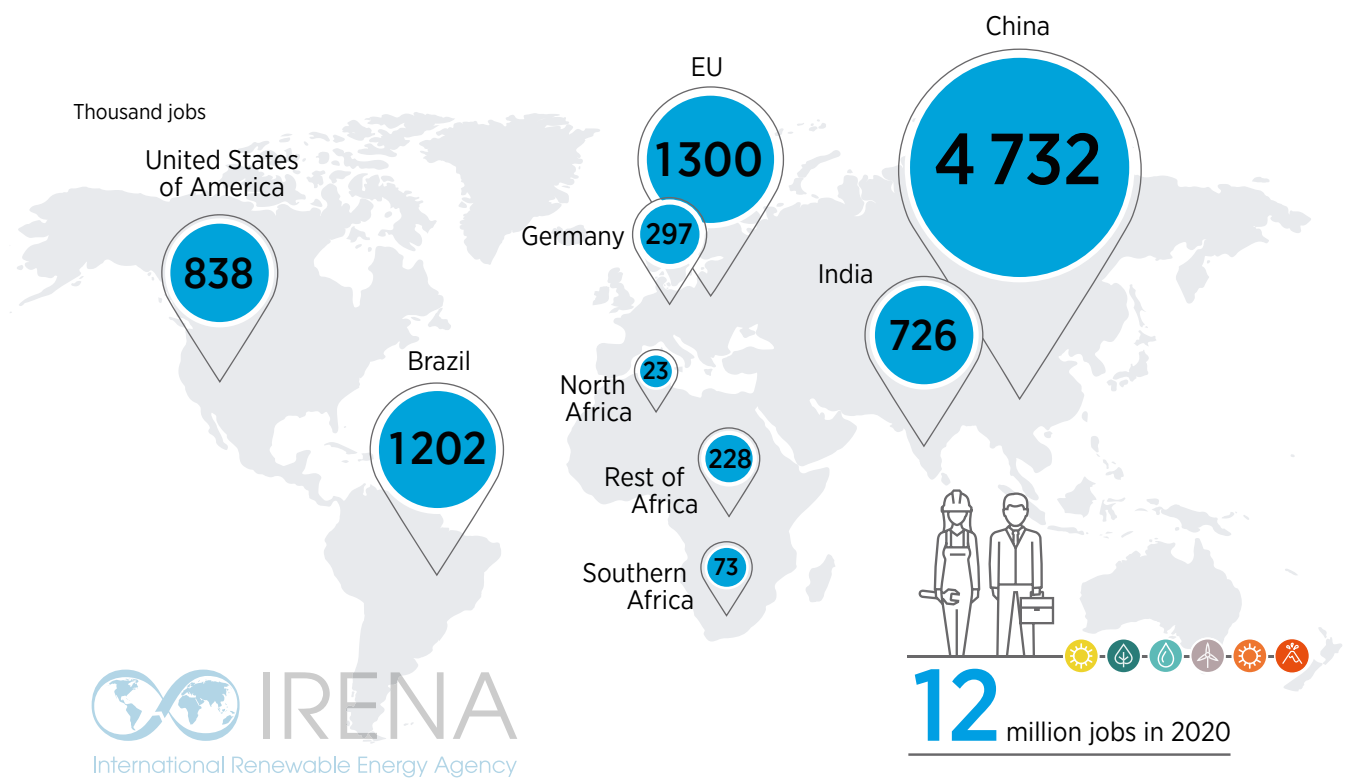 Thousand jobs
United States
of America
838
Brazil
1202
EU
1300
Germany
297
North
Africa
23
Rest of
Africa
228
Southern
Africa
73
China
4 732
India
726
12 million jobs in 2020
IRENA
International Renewable Energy Agency